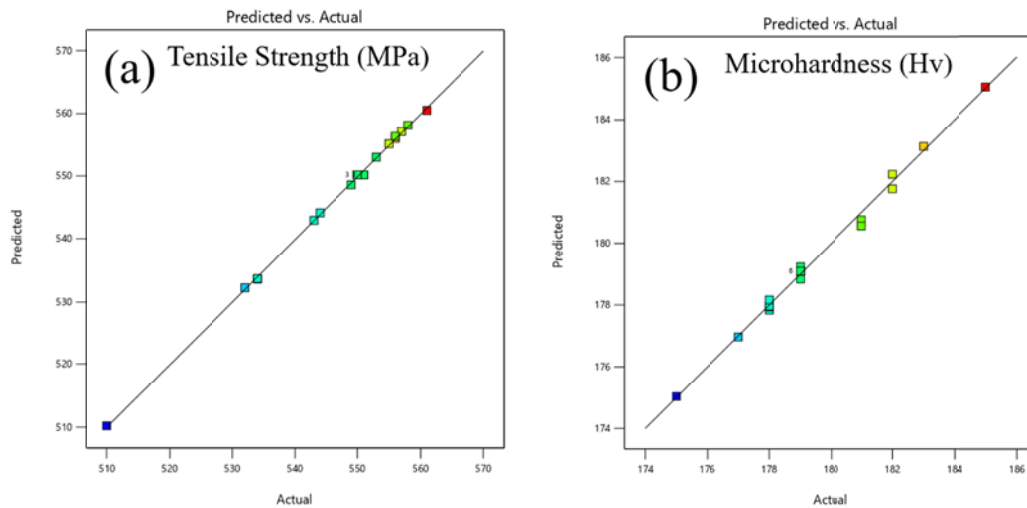 Predicted vs. Actual
(a) Tensile Strength (MPa)
570
560
550
540
530
520
510
3
Predicted
510 520 530 540 550 560 570
Actual
Predicted vs. Actual
(b) Microhardness (Hv)
186
184
182
180
178
176
174
6
Predicted
174 176 178 180 182 184 186
Actual